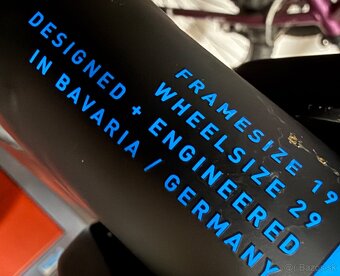 FRAMESIZE 19
WHEELSIZE 29
DESIGNED + ENGINEERED
IN BAVARIA / GERMANY